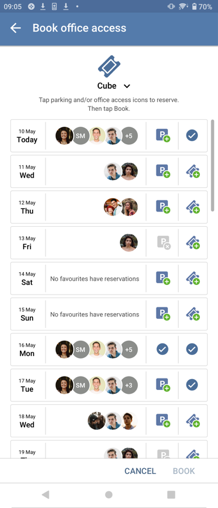 09:05 70%
Book office access
Cube
Tap parking and/or office access icons to reserve.
Then tap Book.
10 May
Today
SM +5
11 May
Wed
12 May
Thu
13 May
Fri
14 May
Sat
No favourites have reservations
15 May
Sun
No favourites have reservations
16 May
Mon
SM +5
17 May
Tue
SM +3
18 May
Wed
19 May
CANCEL BOOK